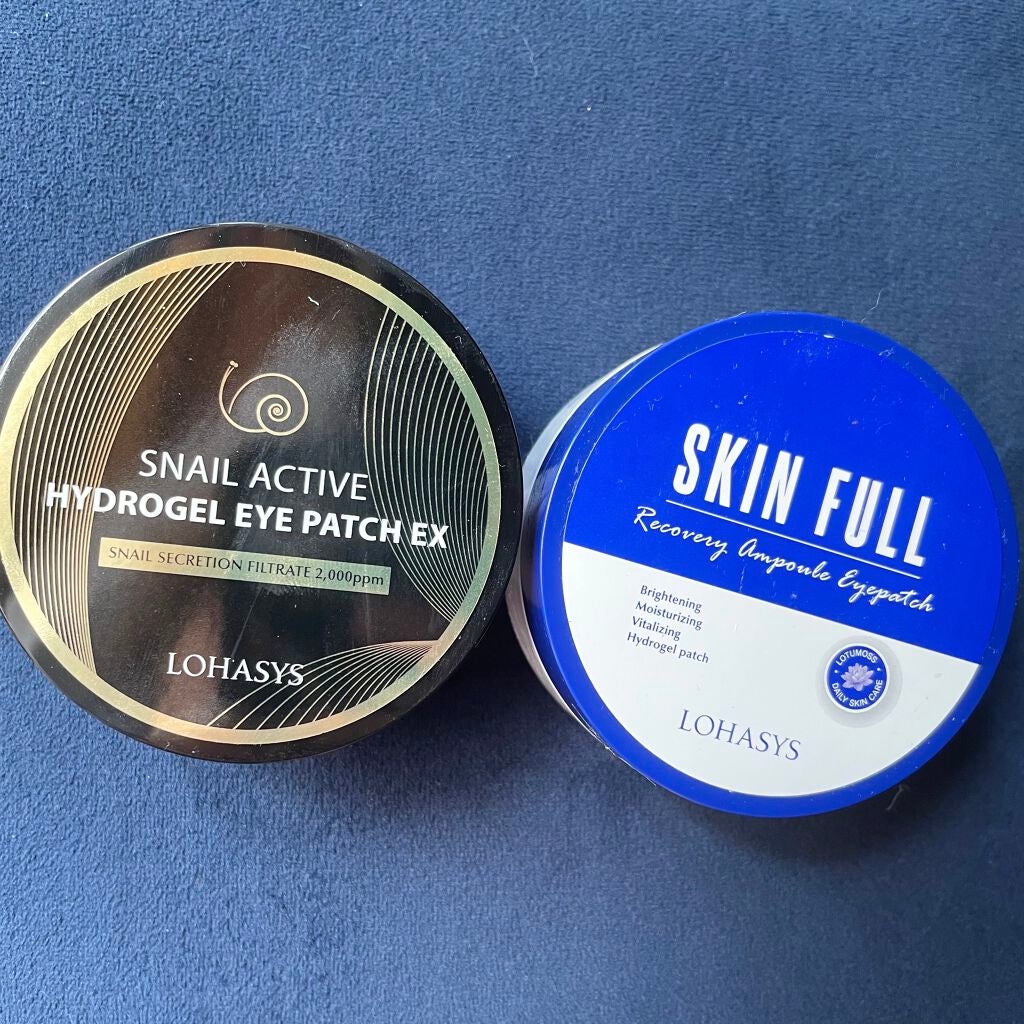 SNAIL ACTIVE
HYDROGEL EYE PATCH EX
SNAIL SECRETION FILTRATE 2,000ppm
LOHASYS
SKIN FULL
Recovery Ampoule Eyepatch
Brightening
Moisturizing
Vitalizing
Hydrogel patch
LOTUMOSS
DAILY SKIN CARE
LOHASYS